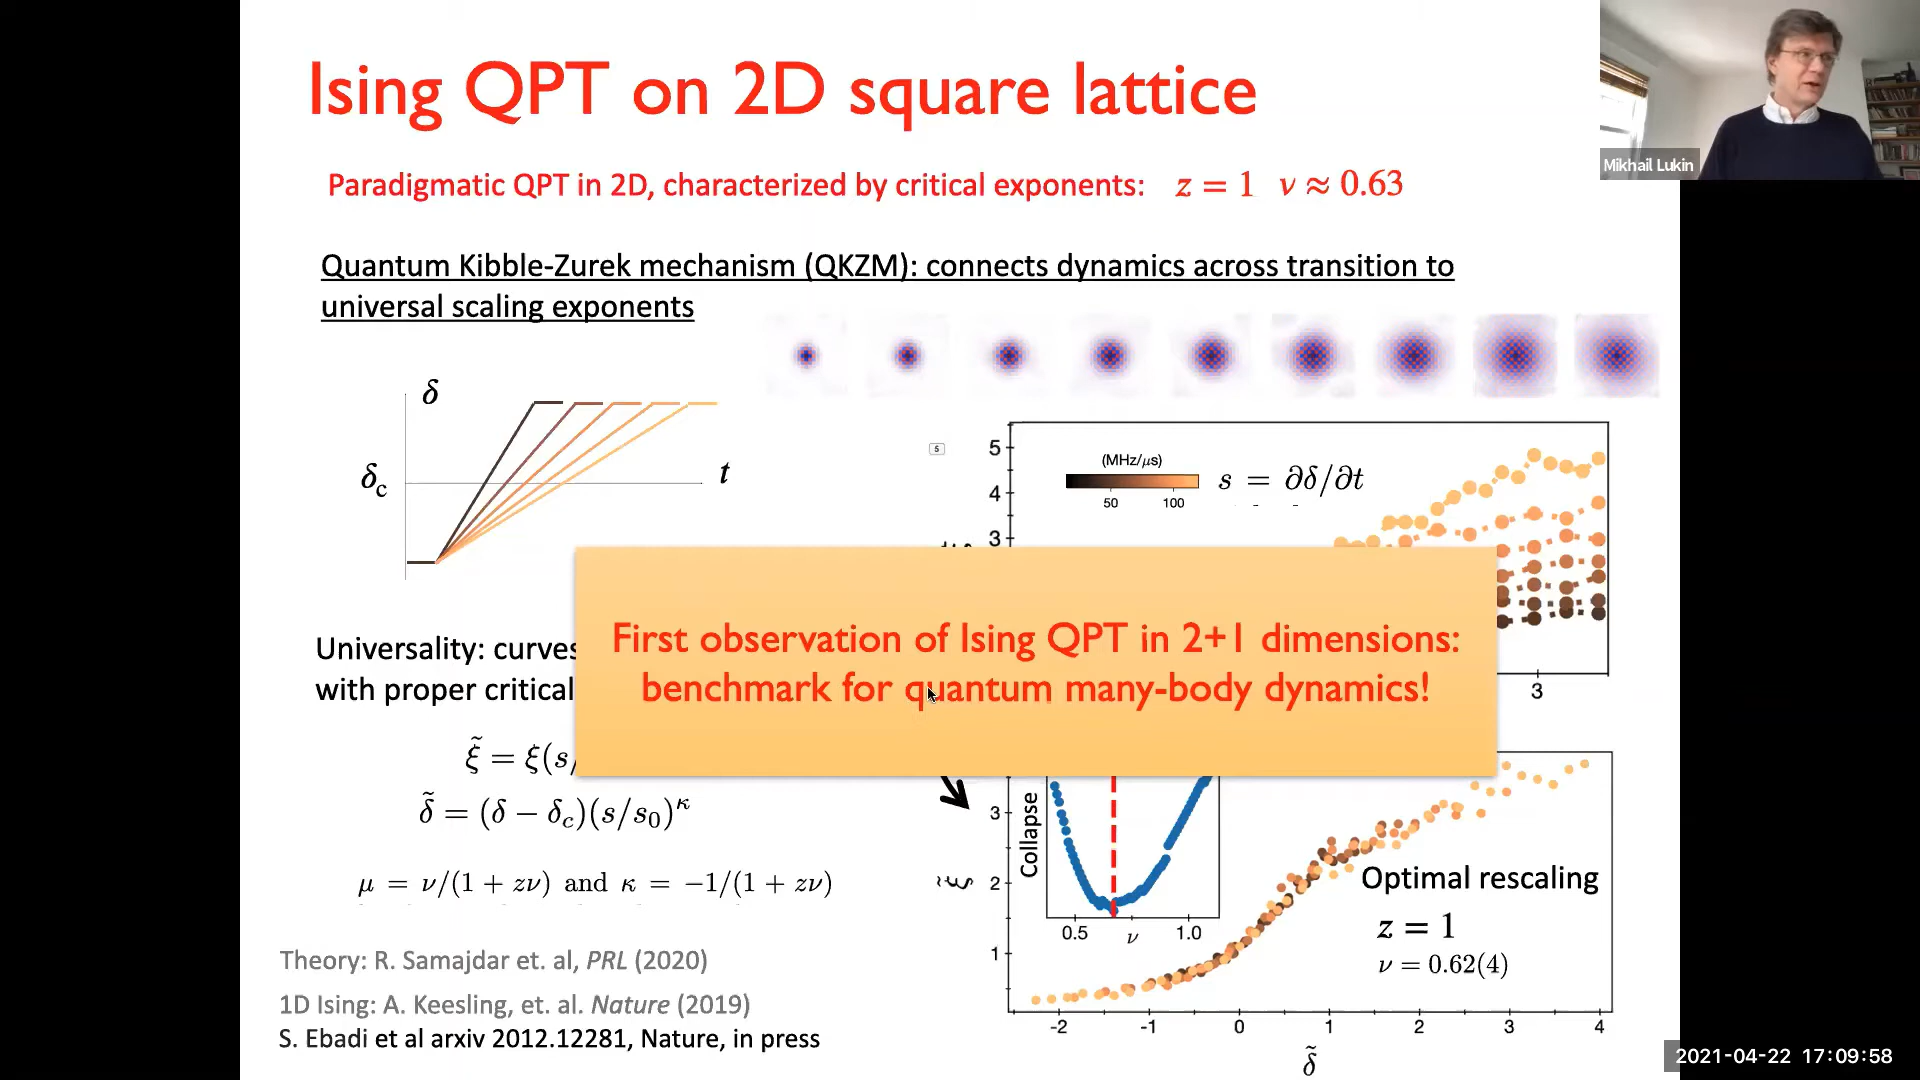 Ising QPT on 2D square lattice
Mikhail Lukin
Paradigmatic QPT in 2D, characterized by critical exponents: z = 1 ν ≈ 0.63
Quantum Kibble-Zurek mechanism (QKZM): connects dynamics across transition to
universal scaling exponents
δ
δc
t
5
5
4
3
(MHz/μs)
50 100
s = ∂δ/∂t
3
First observation of Ising QPT in 2+1 dimensions:
benchmark for quantum many-body dynamics!
Universality: curves
with proper critical
ξ̃ = ξ(s/
δ̃ = (δ − δc)(s/s0)^κ
μ = ν/(1 + zν) and κ = −1/(1 + zν)
Collapse
0.5 ν 1.0
3
2
1
ξ̃
Optimal rescaling
z = 1
ν = 0.62(4)
-2 -1 0 1 2 3 4
δ̃
Theory: R. Samajdar et. al, PRL (2020)
1D Ising: A. Keesling, et. al. Nature (2019)
S. Ebadi et al arxiv 2012.12281, Nature, in press
2021-04-22 17:09:58